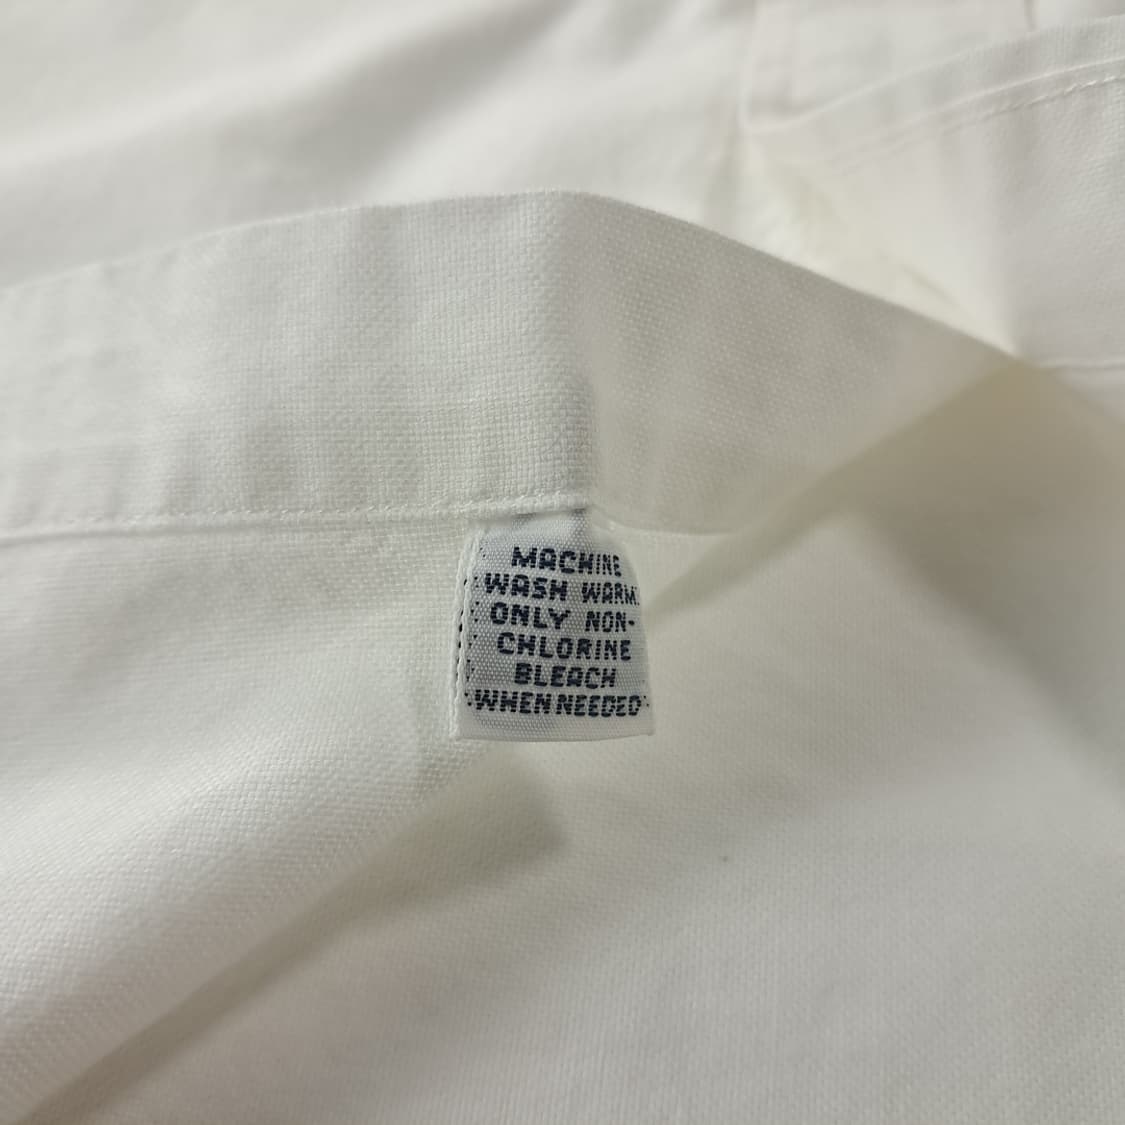 MACHINE
WASH WARM.
ONLY NON-
CHLORINE
BLEACH
WHEN NEEDED